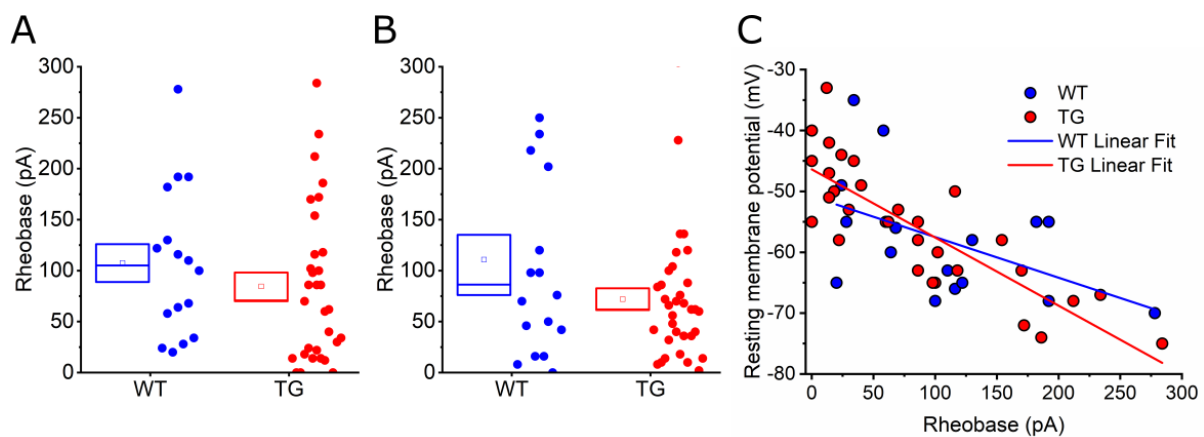 A
B
C
Rheobase (pA)
300
250
200
150
100
50
0
WT
TG
Rheobase (pA)
300
250
200
150
100
50
0
WT
TG
Resting membrane potential (mV)
-30
-40
-50
-60
-70
-80
WT
TG
WT Linear Fit
TG Linear Fit
0
50
100
150
200
250
300
Rheobase (pA)